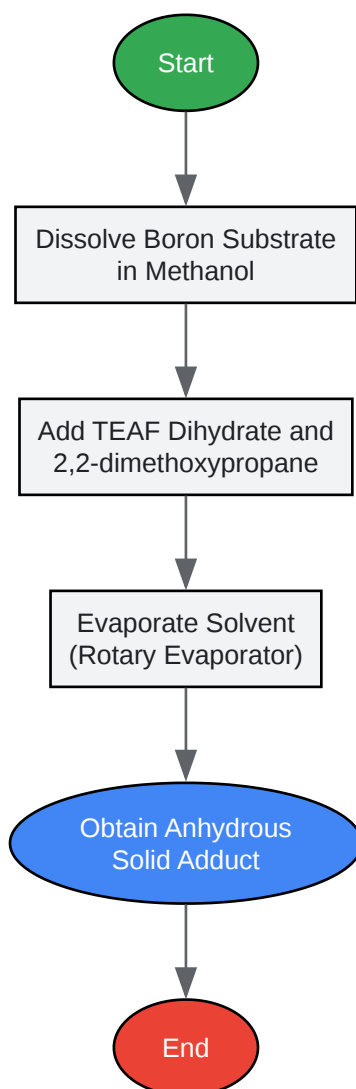 Start
Dissolve Boron Substrate
in Methanol
Add TEAF Dihydrate and
2,2-dimethoxypropane
Evaporate Solvent
(Rotary Evaporator)
Obtain Anhydrous
Solid Adduct
End